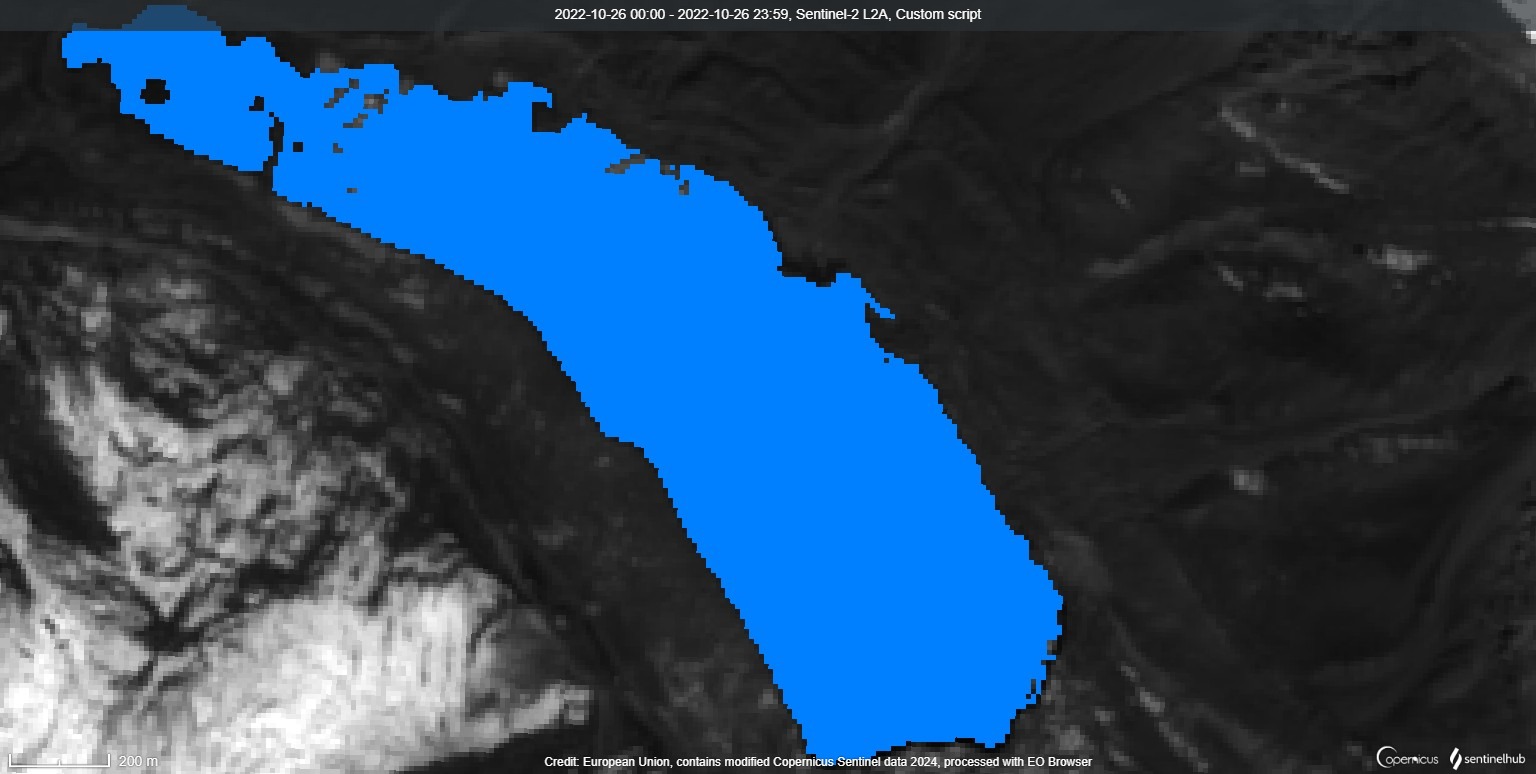 2022-10-26 00:00 - 2022-10-26 23:59, Sentinel-2 L2A, Custom script
200 m
Credit: European Union, contains modified Copernicus Sentinel data 2024, processed with EO Browser
opernicus
sentinelhub